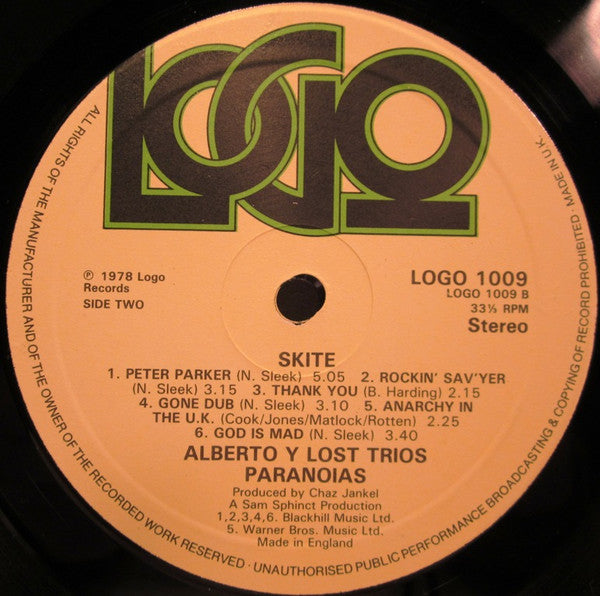 LOGO
ALL RIGHTS OF THE MANUFACTURER AND OF THE OWNER OF THE RECORDED WORK RESERVED · UNAUTHORISED PUBLIC PERFORMANCE BROADCASTING & COPYING OF RECORD PROHIBITED · MADE IN U.K.
℗ 1978 Logo
Records
SIDE TWO
LOGO 1009
LOGO 1009 B
33⅓ RPM
Stereo
SKITE
1. PETER PARKER (N. Sleek) 5.05 2. ROCKIN' SAV'YER
(N. Sleek) 3.15 3. THANK YOU (B. Harding) 2.15
4. GONE DUB (N. Sleek) 3.10 5. ANARCHY IN
THE U.K. (Cook/Jones/Matlock/Rotten) 2.25
6. GOD IS MAD (N. Sleek) 3.40
ALBERTO Y LOST TRIOS
PARANOIAS
Produced by Chaz Jankel
A Sam Sphinct Production
1,2,3,4,6. Blackhill Music Ltd.
5. Warner Bros. Music Ltd.
Made in England